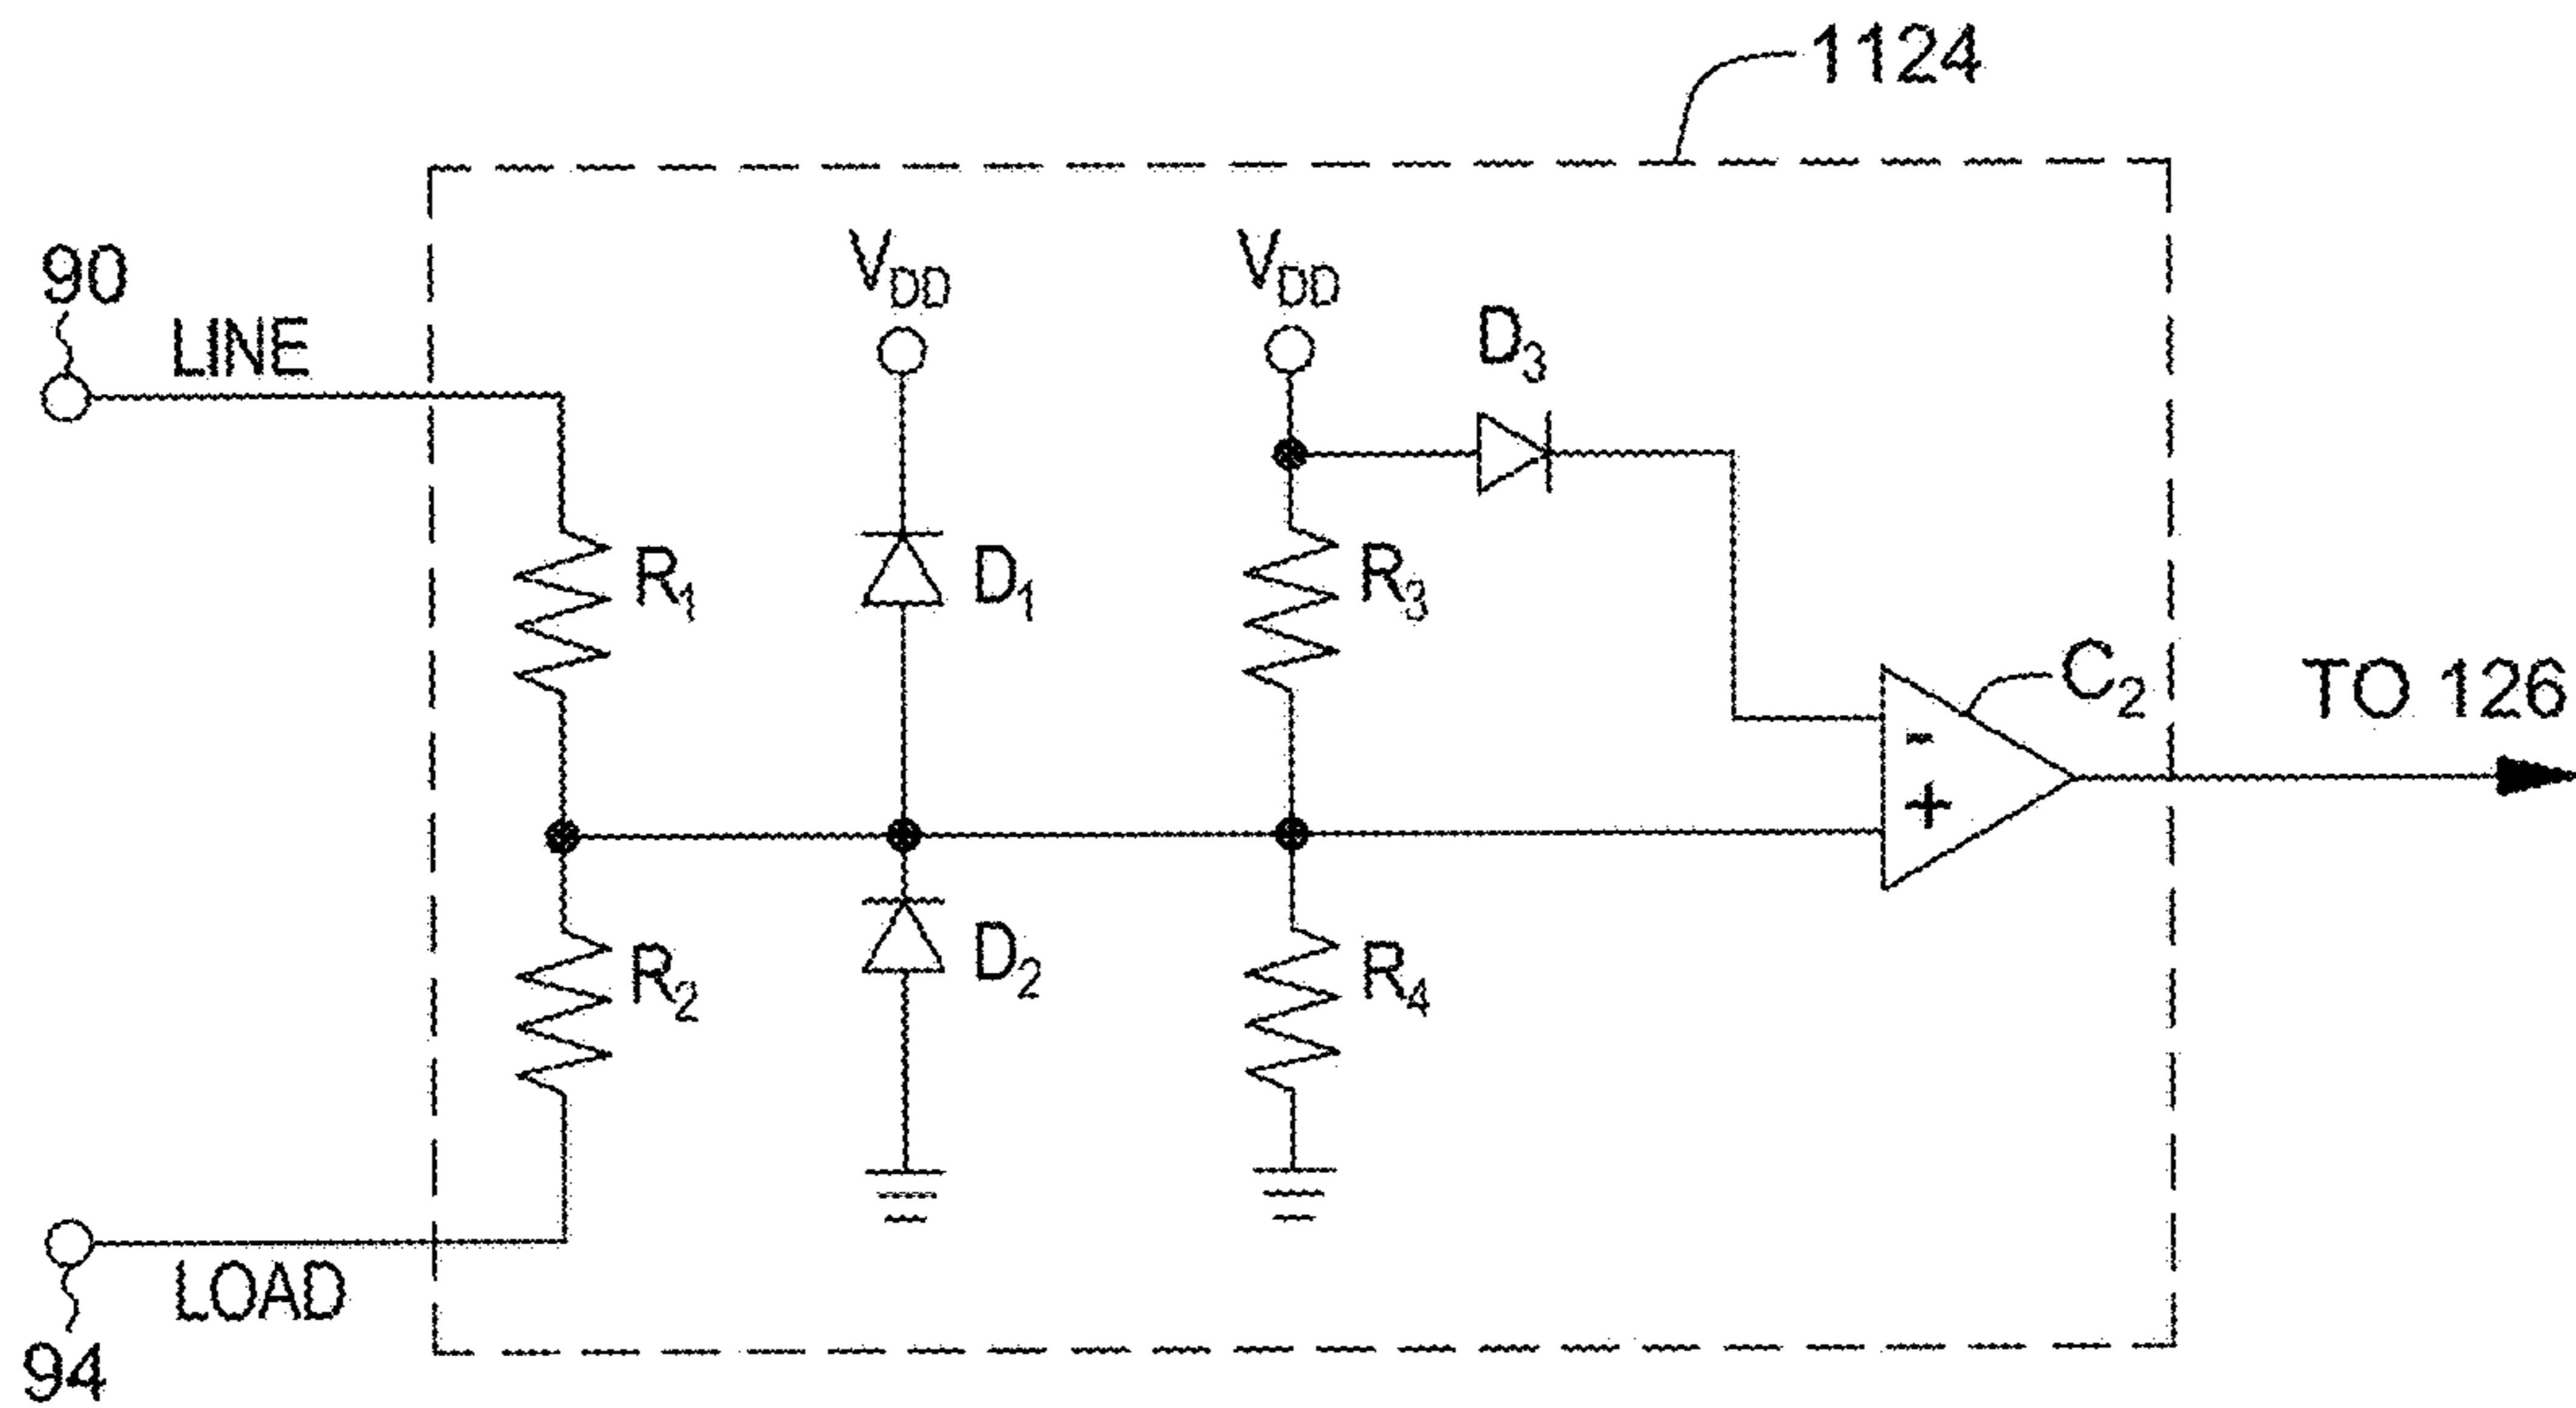 1124
90
LINE
V_DD
V_DD
D_3
R_1
D_1
R_3
C_2
TO 126
-
+
R_2
D_2
R_4
LOAD
94